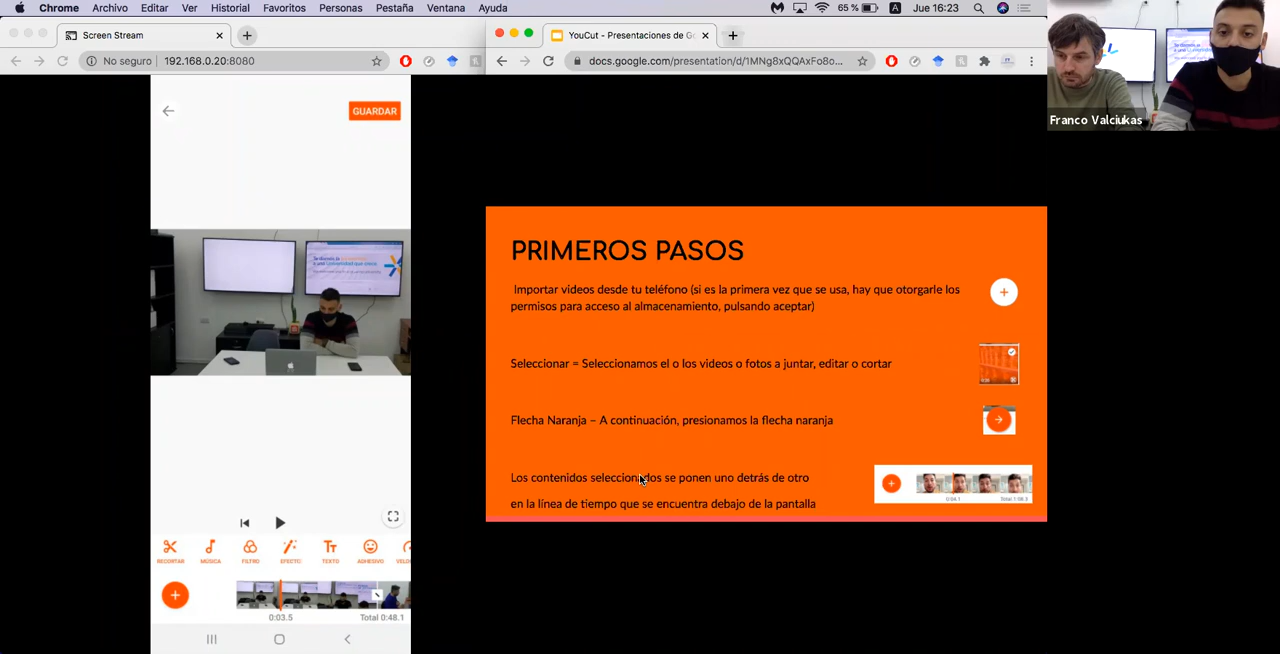 Chrome Archivo Editar Ver Historial Favoritos Personas Pestaña Ventana Ayuda 65 % A Jue 16:23
Screen Stream
No seguro 192.168.0.20:8080
YouCut - Presentaciones de Go
docs.google.com/presentation/d/1MNg8xQQAxFo8o...
Franco Valciukas
GUARDAR
RECORTAR MÚSICA FILTRO EFECTO TEXTO ADHESIVO VELO
0:03.5 Total 0:48.1
PRIMEROS PASOS
Importar videos desde tu teléfono (si es la primera vez que se usa, hay que otorgarle los
permisos para acceso al almacenamiento, pulsando aceptar)
Seleccionar = Seleccionamos el o los videos o fotos a juntar, editar o cortar
Flecha Naranja – A continuación, presionamos la flecha naranja
Los contenidos seleccionados se ponen uno detrás de otro
en la línea de tiempo que se encuentra debajo de la pantalla